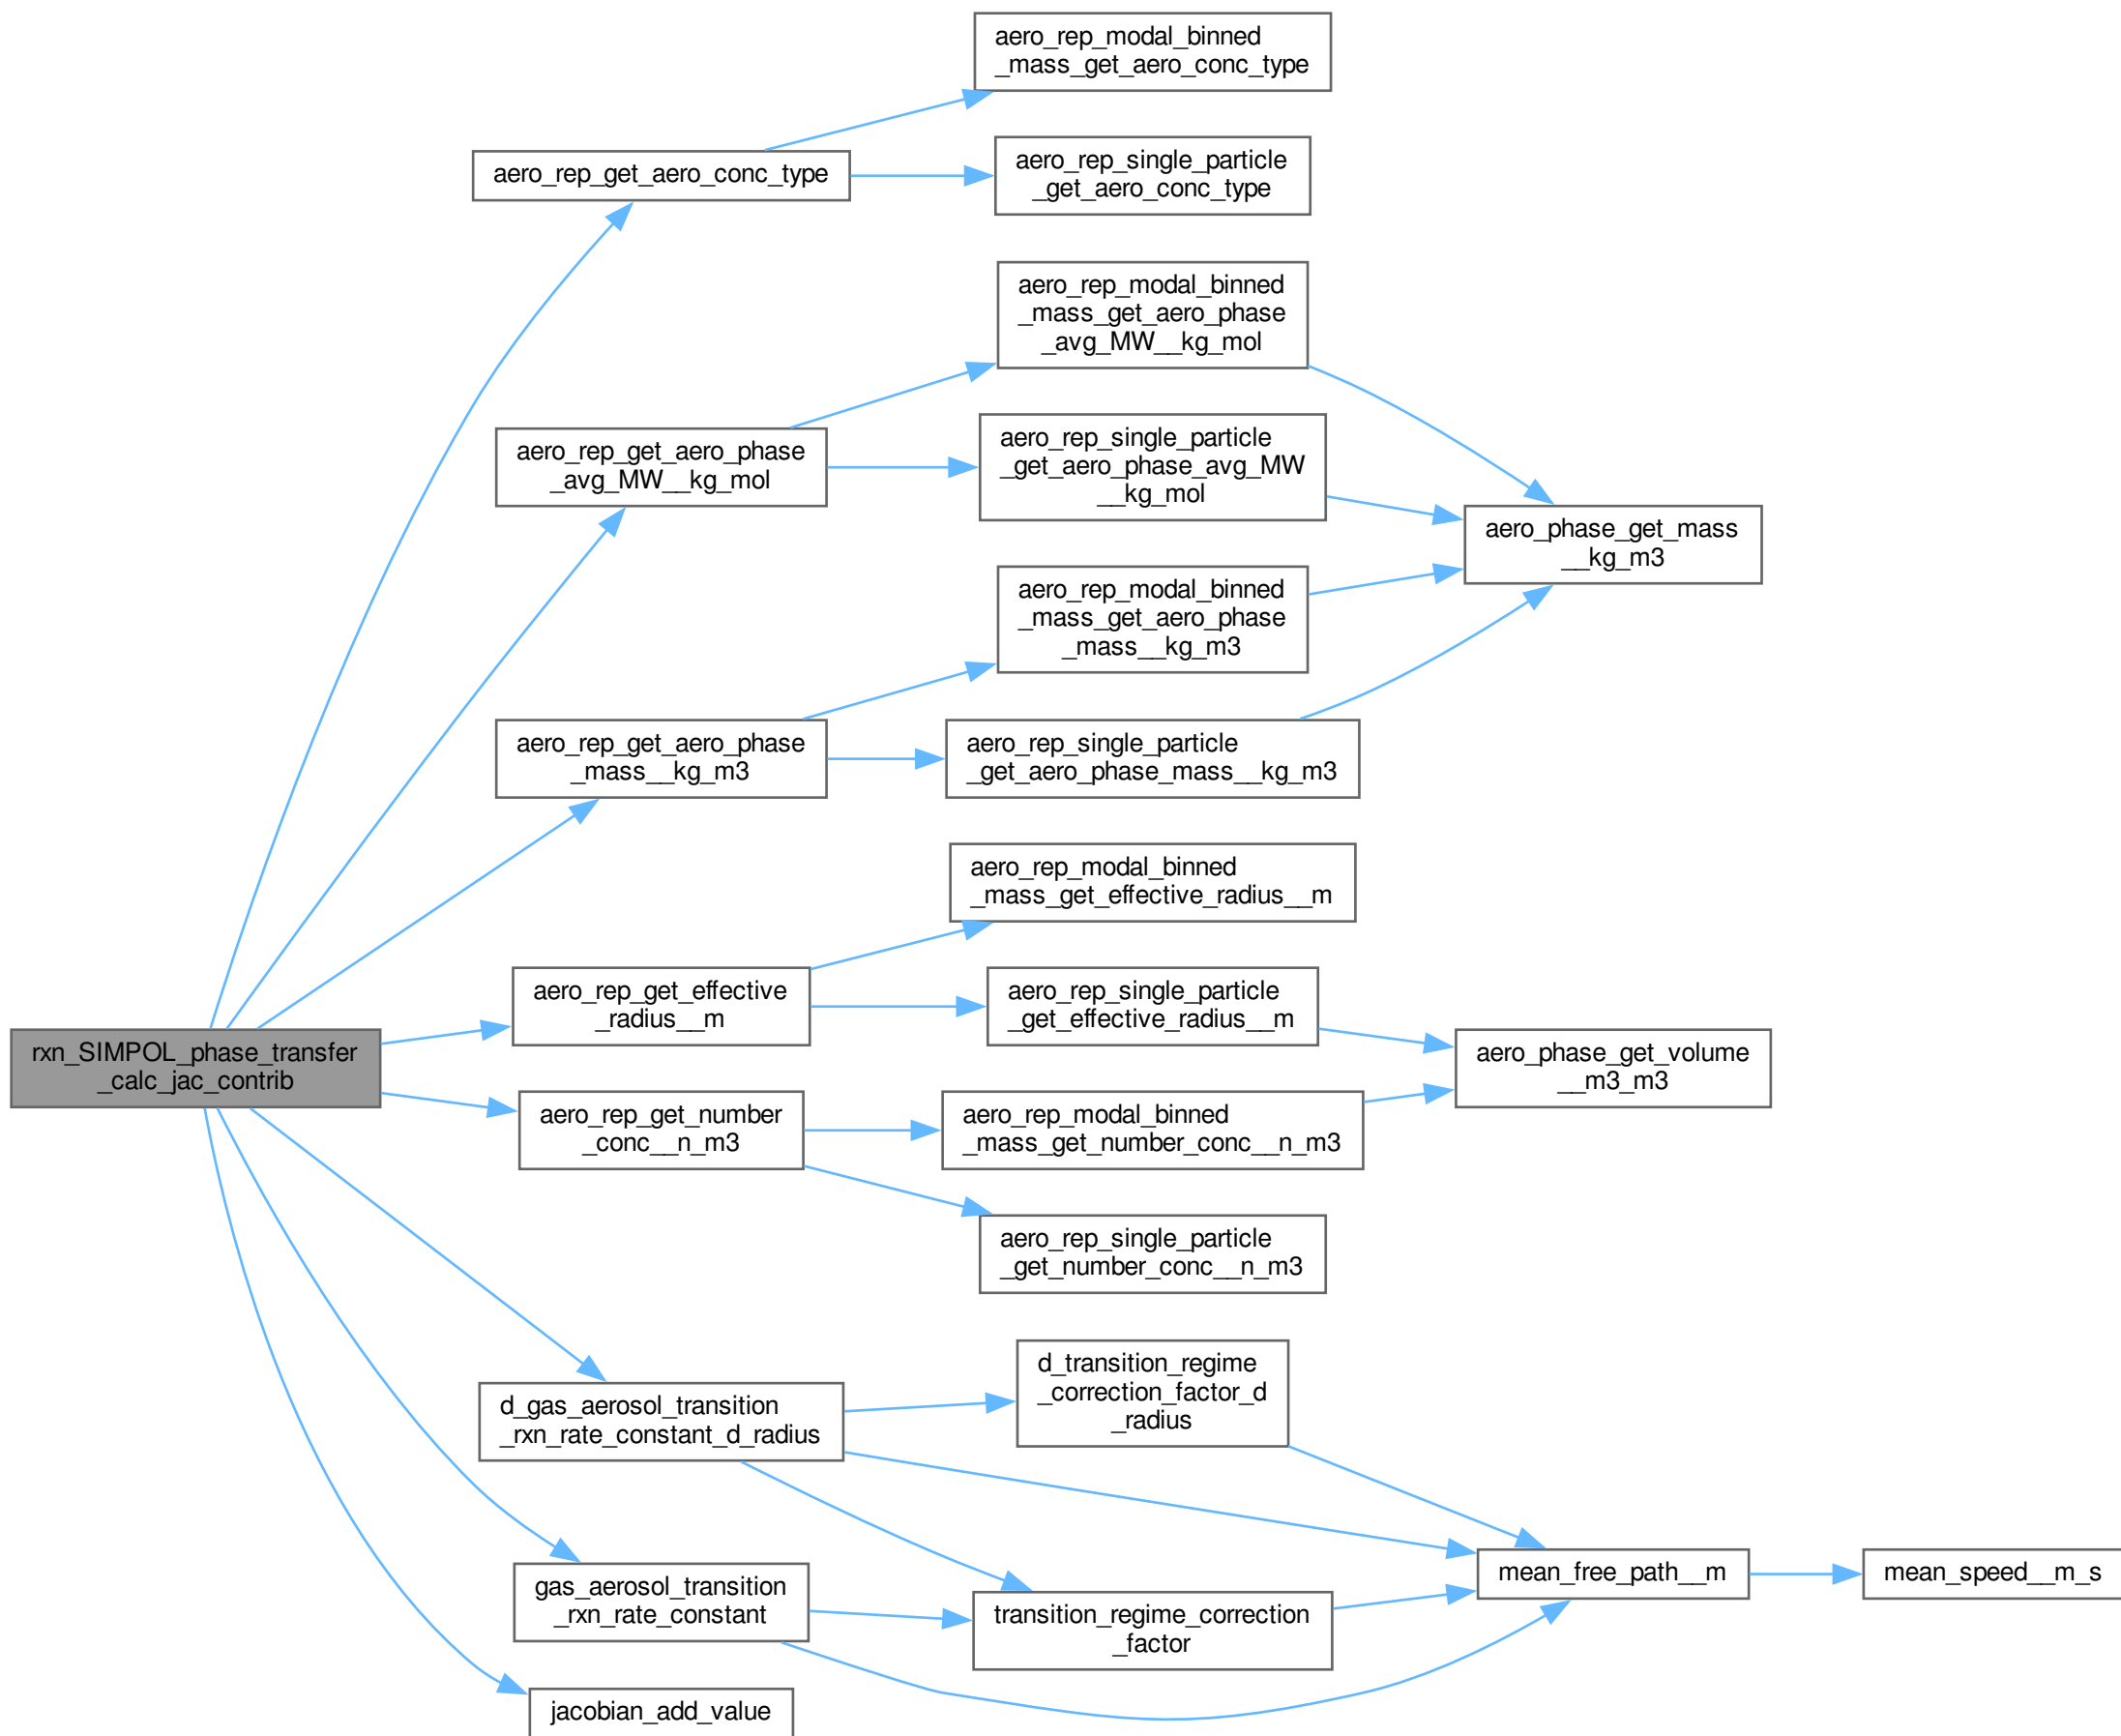 aero_rep_modal_binned
_mass_get_aero_conc_type
aero_rep_get_aero_conc_type
aero_rep_single_particle
_get_aero_conc_type
aero_rep_modal_binned
_mass_get_aero_phase
_avg_MW__kg_mol
aero_rep_get_aero_phase
_avg_MW__kg_mol
aero_rep_single_particle
_get_aero_phase_avg_MW
__kg_mol
aero_phase_get_mass
__kg_m3
aero_rep_modal_binned
_mass_get_aero_phase
_mass__kg_m3
aero_rep_get_aero_phase
_mass__kg_m3
aero_rep_single_particle
_get_aero_phase_mass__kg_m3
aero_rep_modal_binned
_mass_get_effective_radius__m
aero_rep_get_effective
_radius__m
aero_rep_single_particle
_get_effective_radius__m
rxn_SIMPOL_phase_transfer
_calc_jac_contrib
aero_phase_get_volume
__m3_m3
aero_rep_get_number
_conc__n_m3
aero_rep_modal_binned
_mass_get_number_conc__n_m3
aero_rep_single_particle
_get_number_conc__n_m3
d_transition_regime
_correction_factor_d
_radius
d_gas_aerosol_transition
_rxn_rate_constant_d_radius
mean_free_path__m
mean_speed__m_s
gas_aerosol_transition
_rxn_rate_constant
transition_regime_correction
_factor
jacobian_add_value